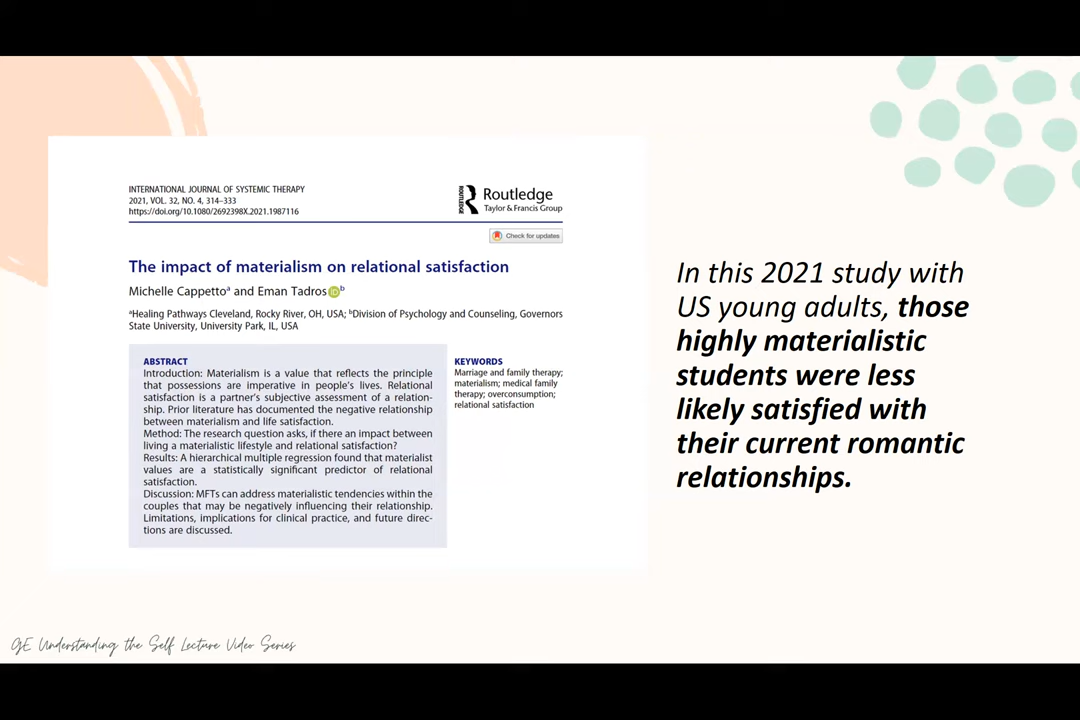 INTERNATIONAL JOURNAL OF SYSTEMIC THERAPY
2021, VOL. 32, NO. 4, 314–333
https://doi.org/10.1080/2692398X.2021.1987116
ROUTLEDGE
Routledge
Taylor & Francis Group
Check for updates
The impact of materialism on relational satisfaction
Michelle Cappettoᵃ and Eman Tadros iD ᵇ
ᵃHealing Pathways Cleveland, Rocky River, OH, USA; ᵇDivision of Psychology and Counseling, Governors
State University, University Park, IL, USA
ABSTRACT
Introduction: Materialism is a value that reflects the principle
that possessions are imperative in people's lives. Relational
satisfaction is a partner's subjective assessment of a relation-
ship. Prior literature has documented the negative relationship
between materialism and life satisfaction.
Method: The research question asks, if there an impact between
living a materialistic lifestyle and relational satisfaction?
Results: A hierarchical multiple regression found that materialist
values are a statistically significant predictor of relational
satisfaction.
Discussion: MFTs can address materialistic tendencies within the
couples that may be negatively influencing their relationship.
Limitations, implications for clinical practice, and future direc-
tions are discussed.
KEYWORDS
Marriage and family therapy;
materialism; medical family
therapy; overconsumption;
relational satisfaction
In this 2021 study with
US young adults, those
highly materialistic
students were less
likely satisfied with
their current romantic
relationships.
GE Understanding the Self Lecture Video Series